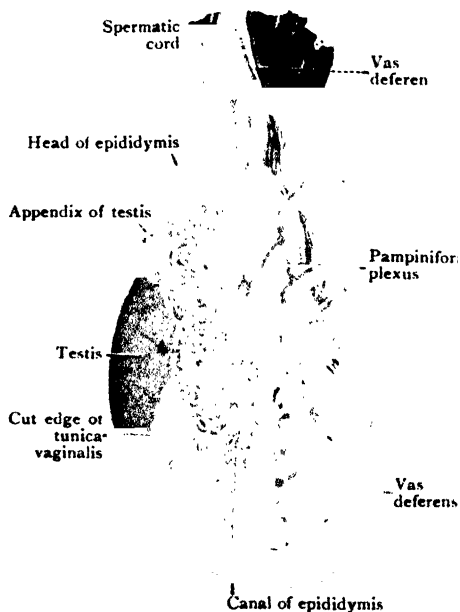 Spermatic
cord
Vas
deferen
Head of epididymis
Appendix of testis
Pampinifor
plexus
Testis
Cut edge of
tunica
vaginalis
Vas
deferens
Canal of epididymis